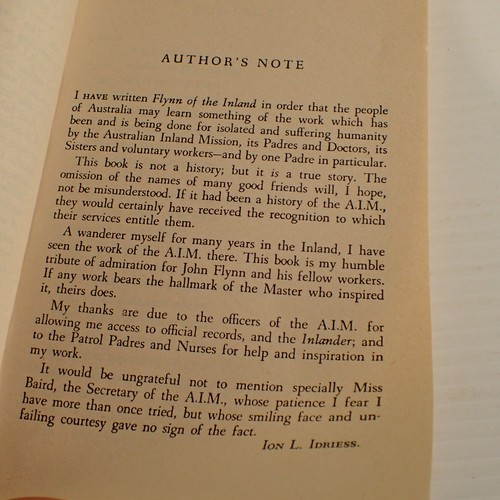 AUTHOR'S NOTE
I HAVE written Flynn of the Inland in order that the people
of Australia may learn something of the work which has
been and is being done for isolated and suffering humanity
by the Australian Inland Mission, its Padres and Doctors, its
Sisters and voluntary workers—and by one Padre in particular.
This book is not a history; but it is a true story. The
omission of the names of many good friends will, I hope,
not be misunderstood. If it had been a history of the A.I.M.,
they would certainly have received the recognition to which
their services entitle them.
A wanderer myself for many years in the Inland, I have
seen the work of the A.I.M. there. This book is my humble
tribute of admiration for John Flynn and his fellow workers.
If any work bears the hallmark of the Master who inspired
it, theirs does.
My thanks are due to the officers of the A.I.M. for
allowing me access to official records, and the Inlander; and
to the Patrol Padres and Nurses for help and inspiration in
my work.
It would be ungrateful not to mention specially Miss
Baird, the Secretary of the A.I.M., whose patience I fear I
have more than once tried, but whose smiling face and un-
failing courtesy gave no sign of the fact.
ION L. IDRIESS.